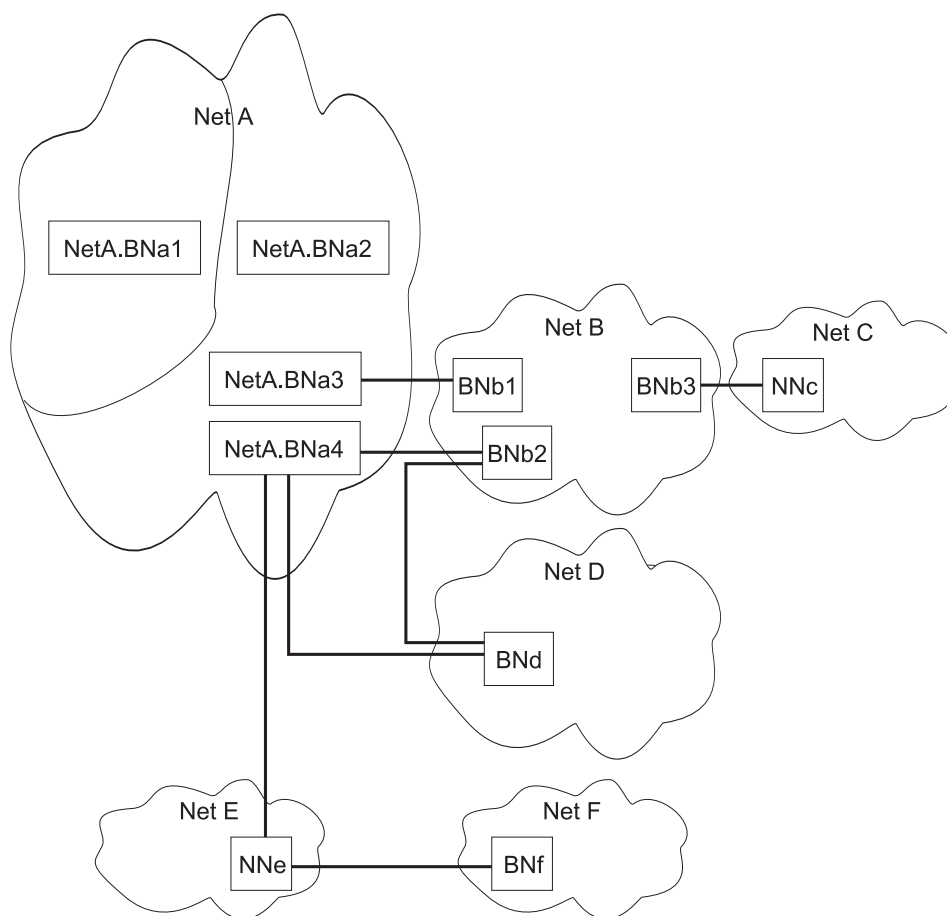 Net A
NetA.BNa1
NetA.BNa2
Net B
Net C
NetA.BNa3
BNb1
BNb3
NNc
NetA.BNa4
BNb2
Net D
BNd
Net E
Net F
NNe
BNf